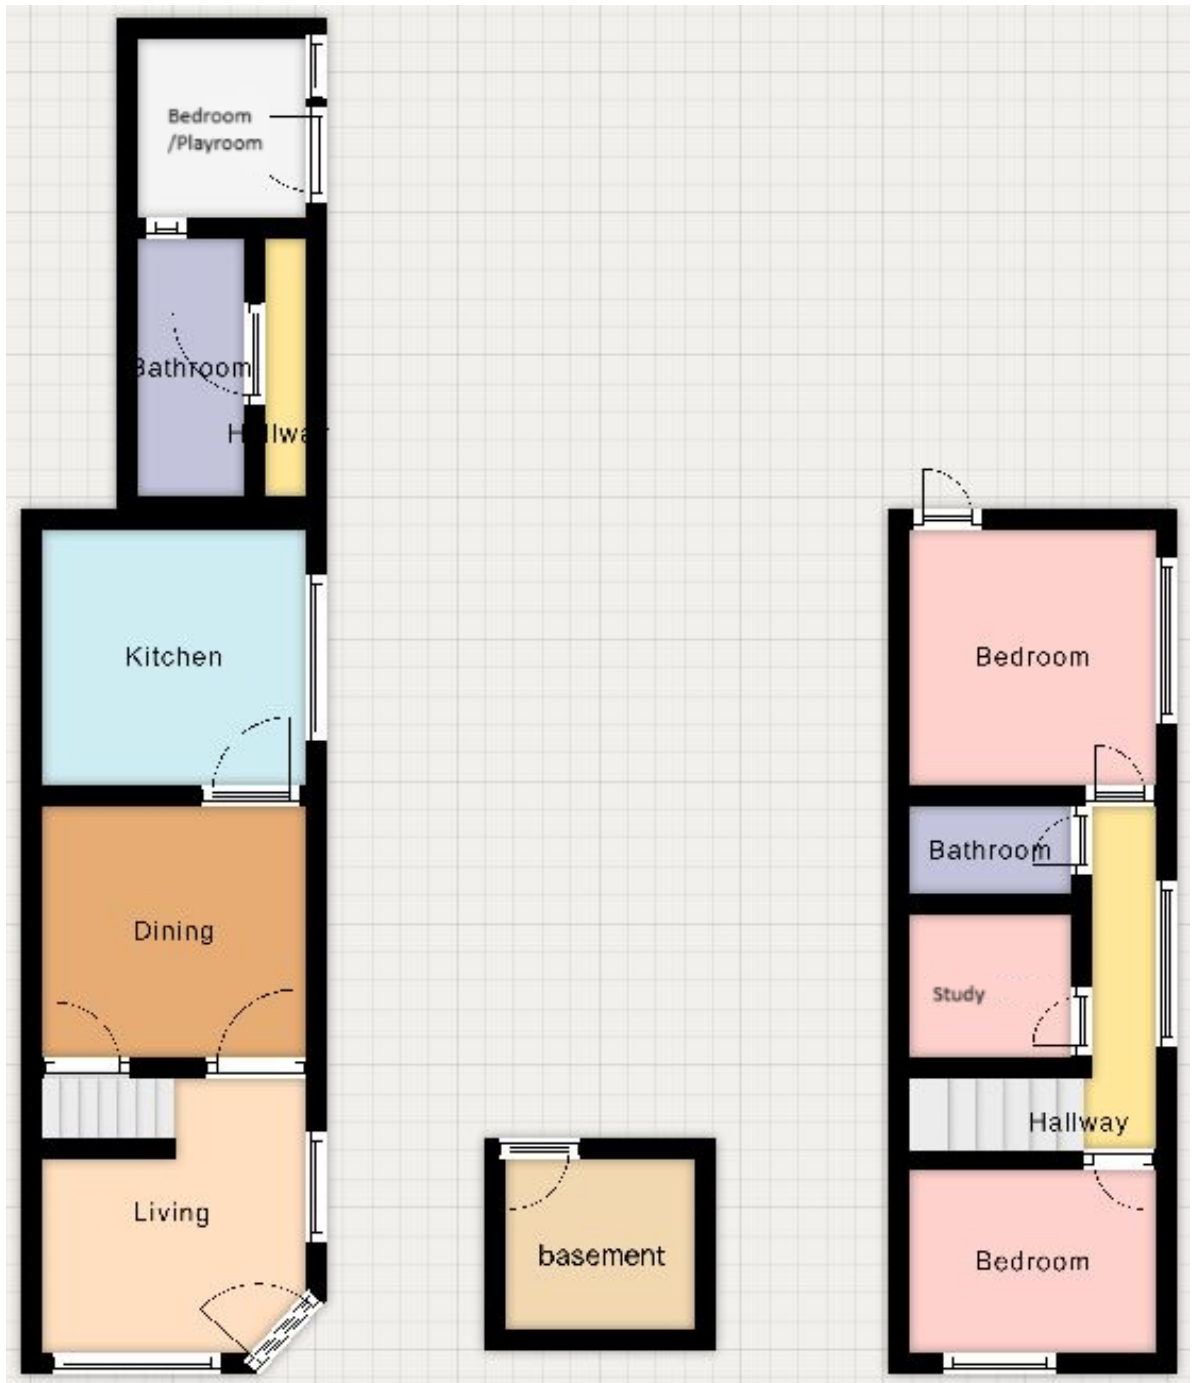 Bedroom
/Playroom
Bathroom
Hallway
Kitchen
Dining
Living
basement
Bedroom
Bathroom
Study
Hallway
Bedroom